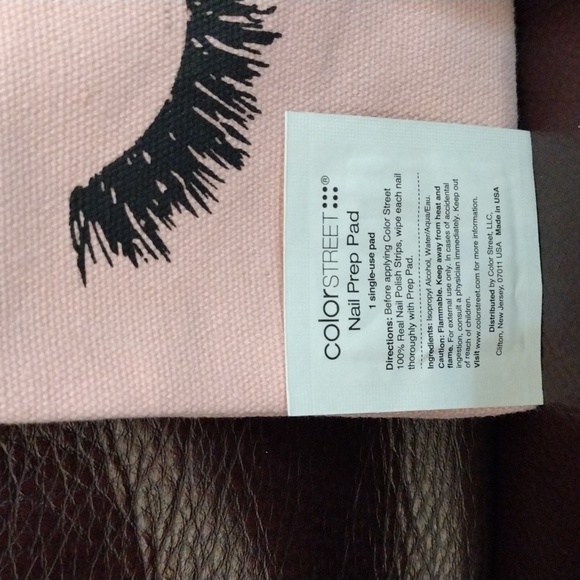 colorSTREET®
Nail Prep Pad
1 single-use pad
Directions: Before applying Color Street
100% Real Nail Polish Strips, wipe each nail
thoroughly with Prep Pad.
Ingredients: Isopropyl Alcohol, Water/Aqua/Eau.
Caution: Flammable. Keep away from heat and
flame. For external use only. In cases of accidental
ingestion, consult a physician immediately. Keep out
of reach of children.
Visit www.colorstreet.com for more information.
Distributed by Color Street, LLC,
Clifton, New Jersey, 07011 USA Made in USA